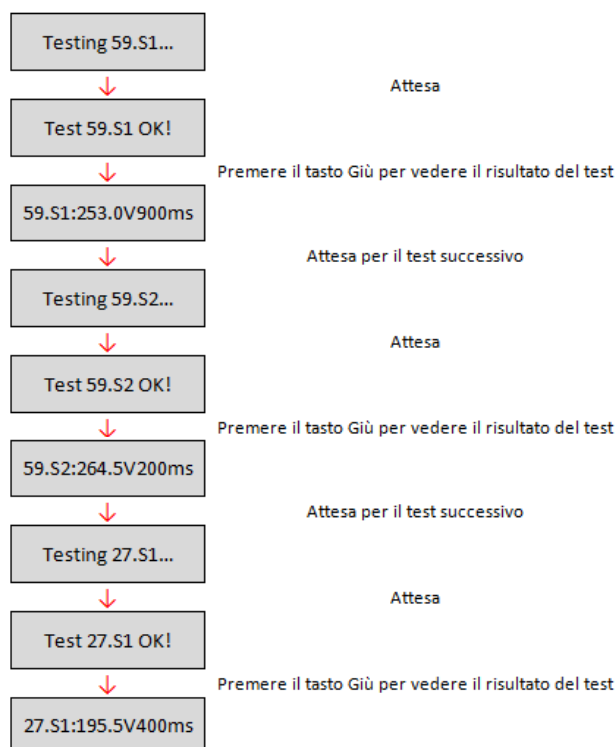 Testing 59.S1...
Attesa
Test 59.S1 OK!
Premere il tasto Giù per vedere il risultato del test
59.S1:253.0V900ms
Attesa per il test successivo
Testing 59.S2...
Attesa
Test 59.S2 OK!
Premere il tasto Giù per vedere il risultato del test
59.S2:264.5V200ms
Attesa per il test successivo
Testing 27.S1...
Attesa
Test 27.S1 OK!
Premere il tasto Giù per vedere il risultato del test
27.S1:195.5V400ms